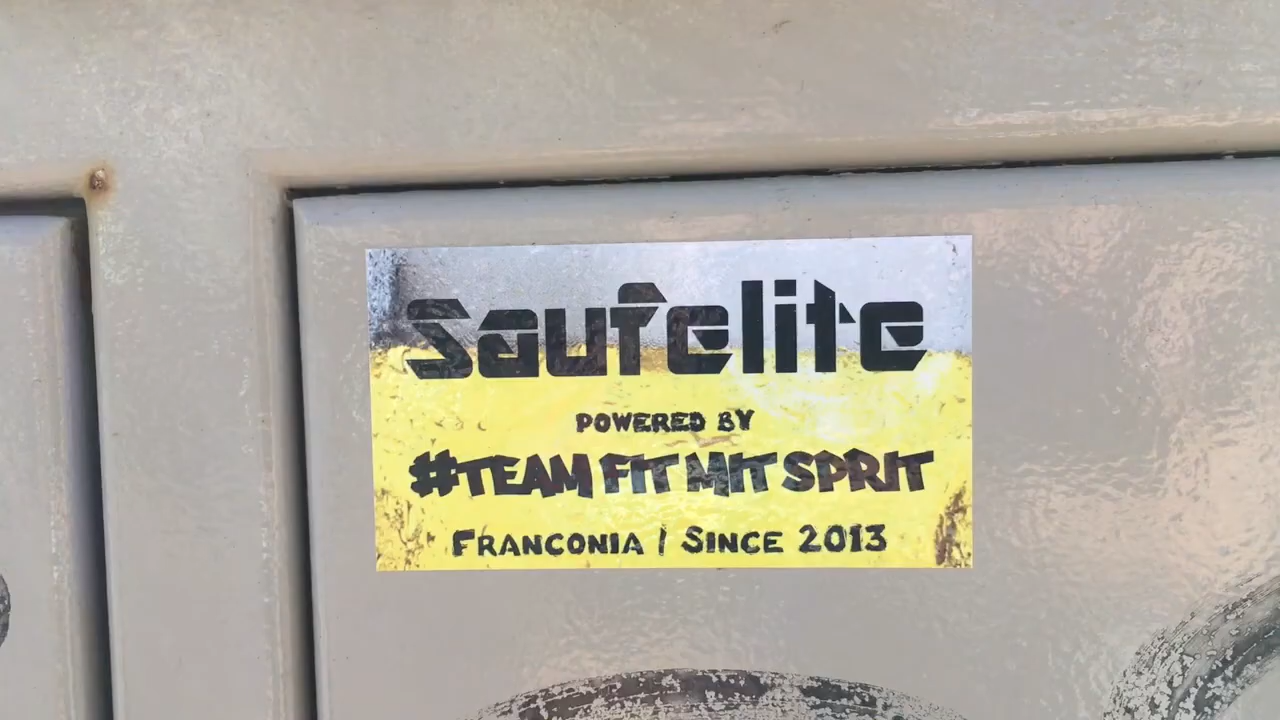 Saufelite
POWERED BY
#TEAM FIT MIT SPRIT
FRANCONIA | SINCE 2013